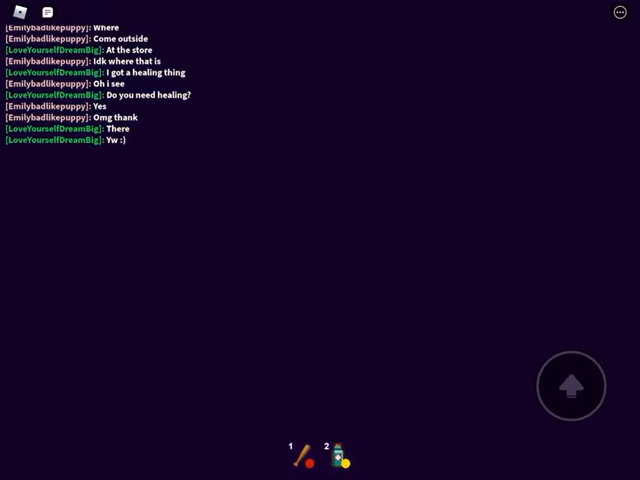 [Emilybadlikepuppy]: Where
[Emilybadlikepuppy]: Come outside
[LoveYourselfDreamBig]: At the store
[Emilybadlikepuppy]: Idk where that is
[LoveYourselfDreamBig]: I got a healing thing
[Emilybadlikepuppy]: Oh i see
[LoveYourselfDreamBig]: Do you need healing?
[Emilybadlikepuppy]: Yes
[Emilybadlikepuppy]: Omg thank
[LoveYourselfDreamBig]: There
[LoveYourselfDreamBig]: Yw :)
1 2